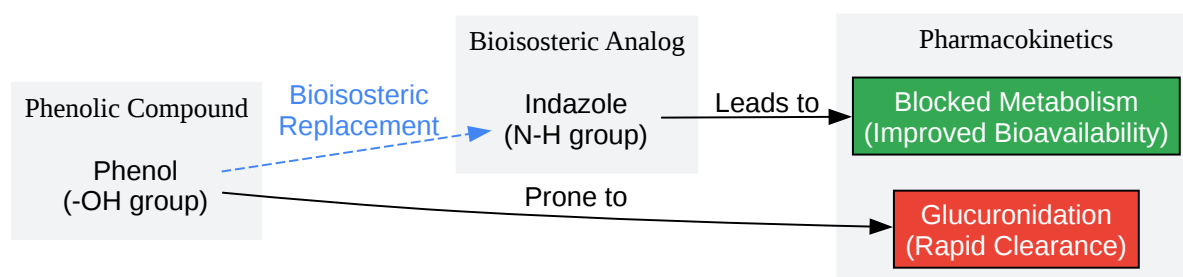 Phenolic Compound
Phenol
(-OH group)
Bioisosteric
Replacement
Bioisosteric Analog
Indazole
(N-H group)
Leads to
Prone to
Pharmacokinetics
Blocked Metabolism
(Improved Bioavailability)
Glucuronidation
(Rapid Clearance)